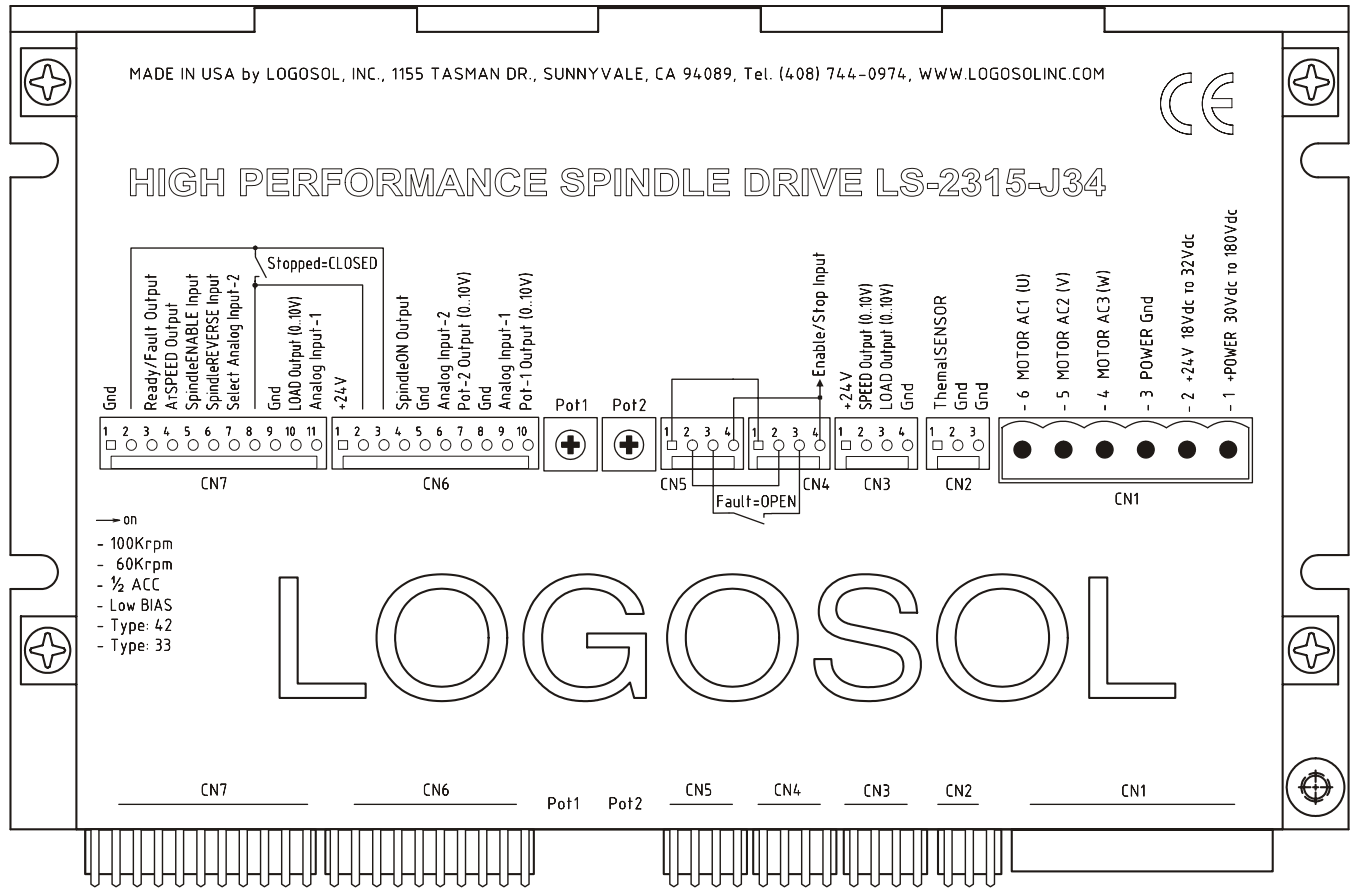 MADE IN USA by LOGOSOL, INC., 1155 TASMAN DR., SUNNYVALE, CA 94089, Tel. (408) 744-0974, WWW.LOGOSOLINC.COM
CE
HIGH PERFORMANCE SPINDLE DRIVE LS-2315-J34
Stopped=CLOSED
Gnd
Ready/Fault Output
ATSPEED Output
SpindleENABLE Input
SpindleREVERSE Input
Select Analog Input-2
Gnd
LOAD Output (0..10V)
Analog Input-1
+24V
SpindleON Output
Gnd
Analog Input-2
Pot-2 Output (0..10V)
Gnd
Analog Input-1
Pot-1 Output (0..10V)
Pot1
Pot2
Enable/Stop Input
+24V
SPEED Output (0..10V)
LOAD Output (0..10V)
Gnd
ThemalSENSOR
Gnd
Gnd
- 6 MOTOR AC1 (U)
- 5 MOTOR AC2 (V)
- 4 MOTOR AC3 (W)
- 3 POWER Gnd
- 2 +24V 18Vdc to 32Vdc
- 1 +POWER 30Vdc to 180Vdc
1 2 3 4 5 6 7 8 9 10 11
1 2 3 4 5 6 7 8 9 10
1 2 3 4
1 2 3 4
1 2 3 4
1 2 3
CN7
CN6
CN5
CN4
CN3
CN2
CN1
Fault=OPEN
on
- 100Krpm
- 60Krpm
- ½ ACC
- Low BIAS
- Type: 42
- Type: 33
LOGOSOL
CN7
CN6
Pot1
Pot2
CN5
CN4
CN3
CN2
CN1